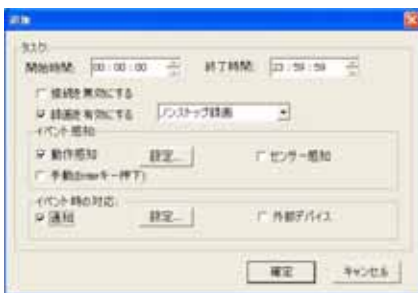 追加
タスク:
開始時間: 00:00:00 終了時間: 23:59:59
接続を無効にする
録画を有効にする ノンストップ録画
イベント感知:
動作感知 設定... センサー感知
手動(Enterキー押下)
イベント時の対応:
通知 設定... 外部デバイス
確定 キャンセル